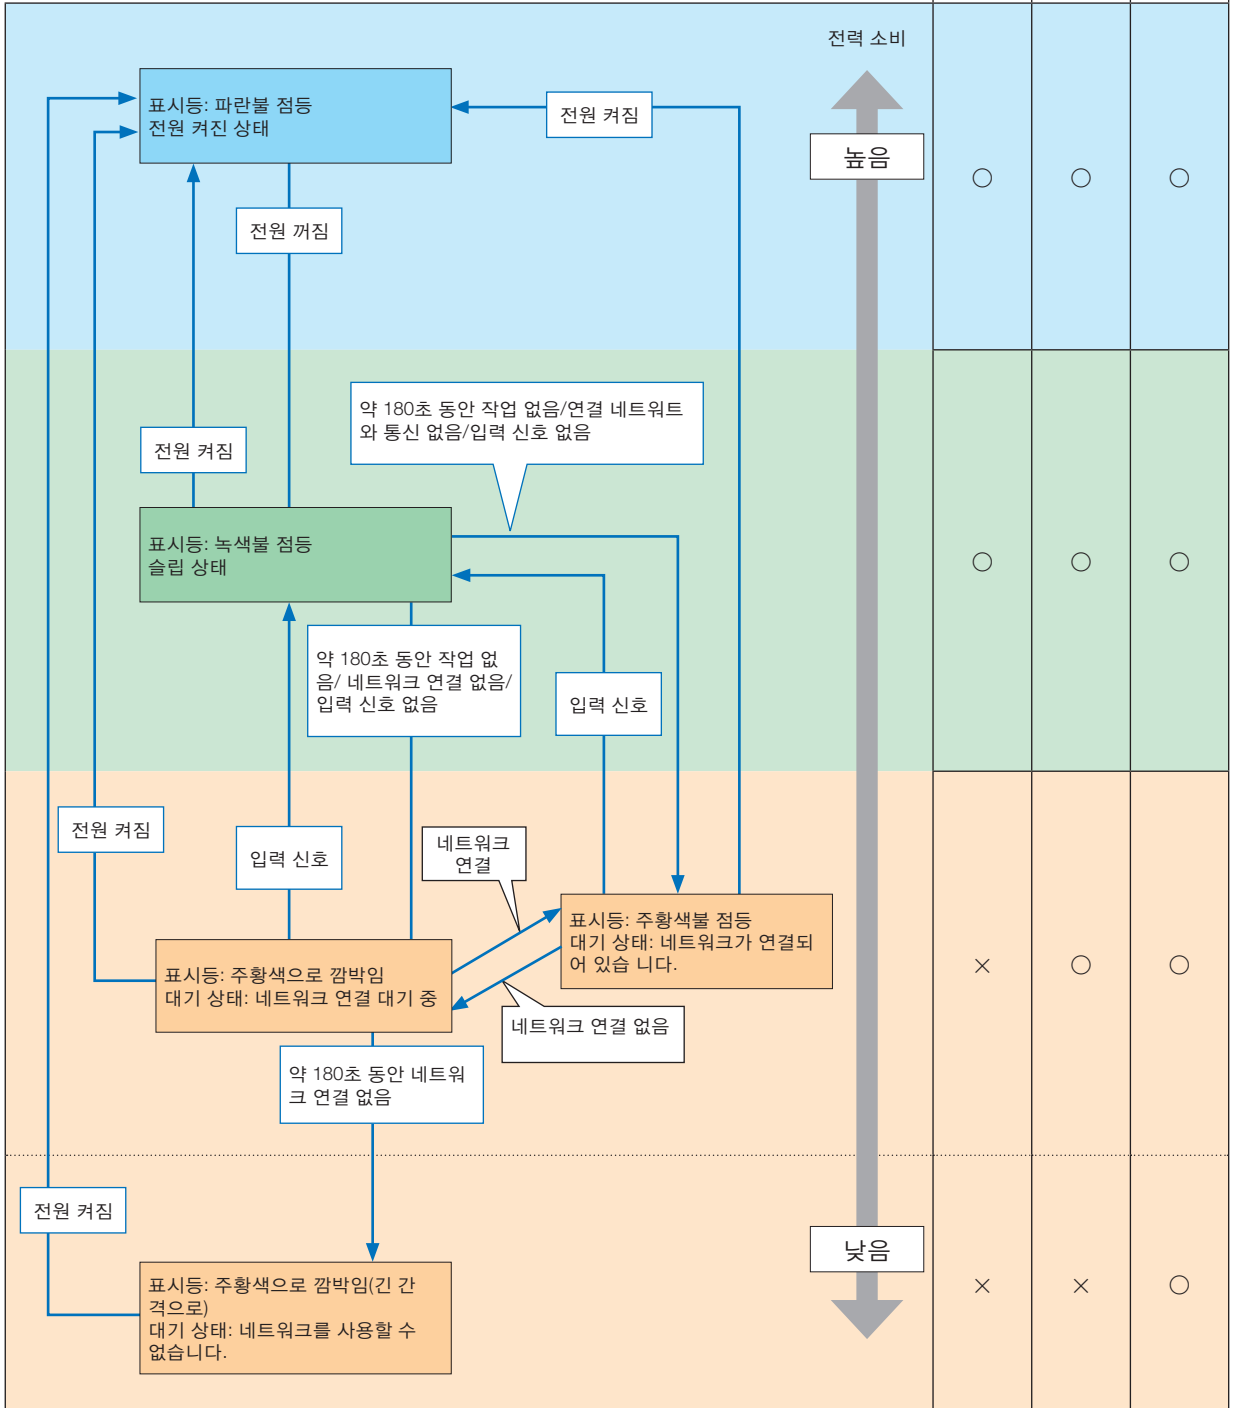 전력 소비
표시등: 파란불 점등
전원 켜진 상태
전원 켜짐
높음
○ ○ ○
전원 꺼짐
약 180초 동안 작업 없음/연결 네트워트
와 통신 없음/입력 신호 없음
전원 켜짐
표시등: 녹색불 점등
슬립 상태
○ ○ ○
약 180초 동안 작업 없
음/ 네트워크 연결 없음/
입력 신호 없음
입력 신호
전원 켜짐
입력 신호
네트워크
연결
표시등: 주황색불 점등
대기 상태: 네트워크가 연결되
어 있습 니다.
× ○ ○
표시등: 주황색으로 깜박임
대기 상태: 네트워크 연결 대기 중
네트워크 연결 없음
약 180초 동안 네트워
크 연결 없음
전원 켜짐
낮음
표시등: 주황색으로 깜박임(긴 간
격으로)
대기 상태: 네트워크를 사용할 수
없습니다.
× × ○